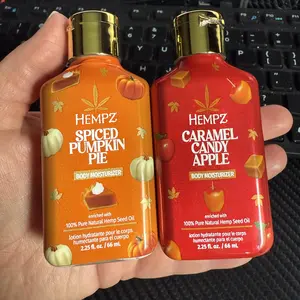 HEMPZ
SPICED
PUMPKIN
PIE
BODY MOISTURIZER
enriched with
100% Pure Natural Hemp Seed Oil
lotion hydratante pour le corps
humectante para el cuerpo
2.25 fl. oz. / 66 mL
HEMPZ
CARAMEL
CANDY
APPLE
BODY MOISTURIZER
enriched with
100% Pure Natural Hemp Seed Oil
lotion hydratante pour le corps
humectante para el cuerpo
2.25 fl. oz. / 66 mL